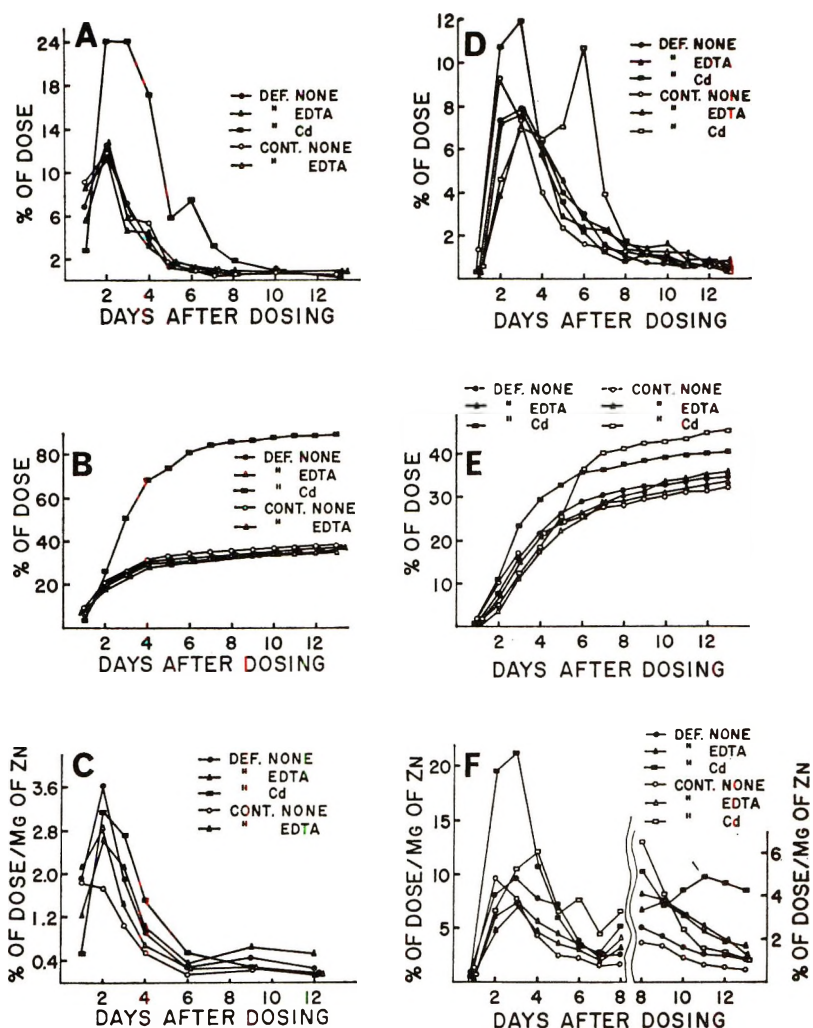 A
% OF DOSE
24
18
14
10
6
2
DEF. NONE
" EDTA
" Cd
CONT. NONE
" EDTA
2 4 6 8 10 12
DAYS AFTER DOSING
D
% OF DOSE
12
10
8
6
4
2
DEF. NONE
" EDTA
" Cd
CONT. NONE
" EDTA
" Cd
2 4 6 8 10 12
DAYS AFTER DOSING
B
% OF DOSE
80
60
40
20
DEF. NONE
" EDTA
" Cd
CONT. NONE
" EDTA
2 4 6 8 10 12
DAYS AFTER DOSING
DEF. NONE
" EDTA
" Cd
CONT. NONE
" EDTA
" Cd
E
% OF DOSE
40
30
20
10
2 4 6 8 10 12
DAYS AFTER DOSING
C
% OF DOSE/MG OF ZN
3.6
2.8
2.0
1.2
0.4
DEF. NONE
" EDTA
" Cd
CONT. NONE
" EDTA
2 4 6 8 10 12
DAYS AFTER DOSING
F
% OF DOSE/MG OF ZN
20
15
10
5
DEF. NONE
" EDTA
" Cd
CONT. NONE
" EDTA
" Cd
6
4
2
% OF DOSE/MG OF ZN
2 4 6 8 8 10 12
DAYS AFTER DOSING